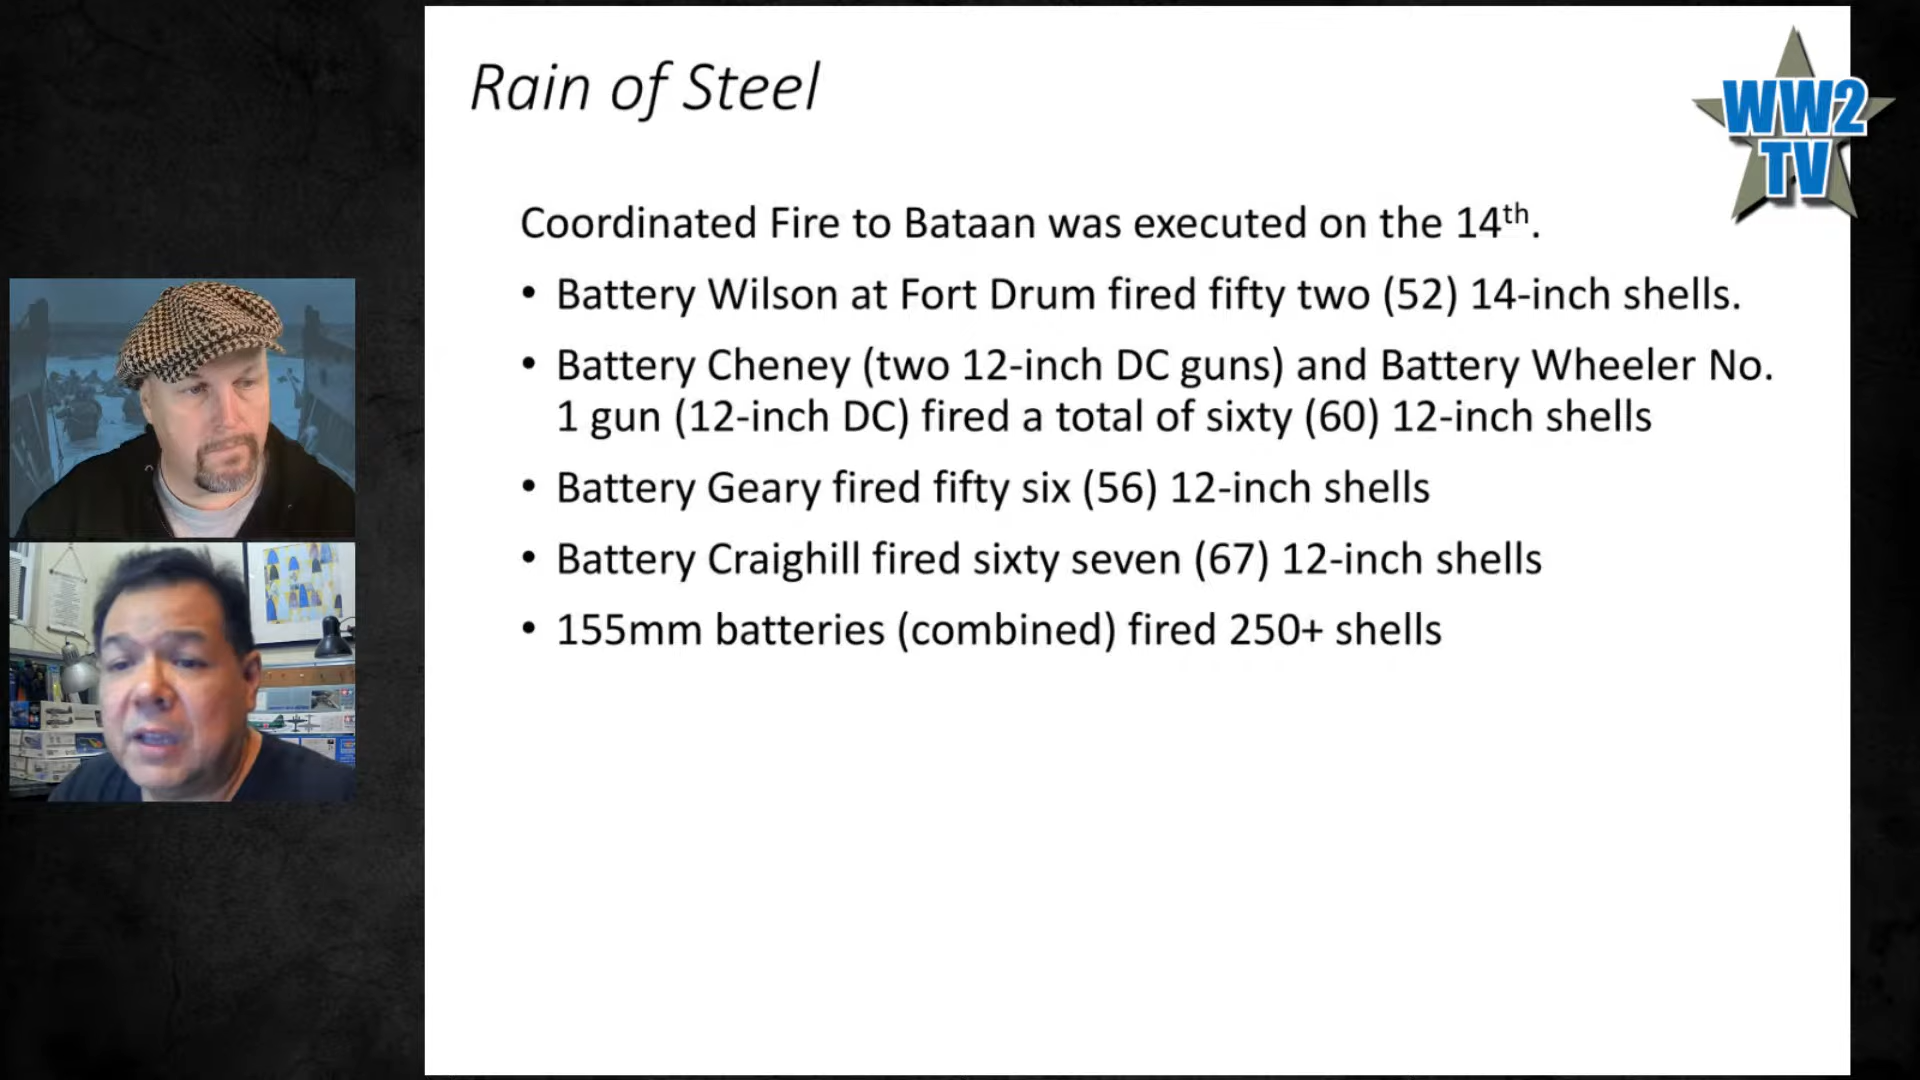 Rain of Steel
WW2
TV
Coordinated Fire to Bataan was executed on the 14th.
• Battery Wilson at Fort Drum fired fifty two (52) 14-inch shells.
• Battery Cheney (two 12-inch DC guns) and Battery Wheeler No.
1 gun (12-inch DC) fired a total of sixty (60) 12-inch shells
• Battery Geary fired fifty six (56) 12-inch shells
• Battery Craighill fired sixty seven (67) 12-inch shells
• 155mm batteries (combined) fired 250+ shells